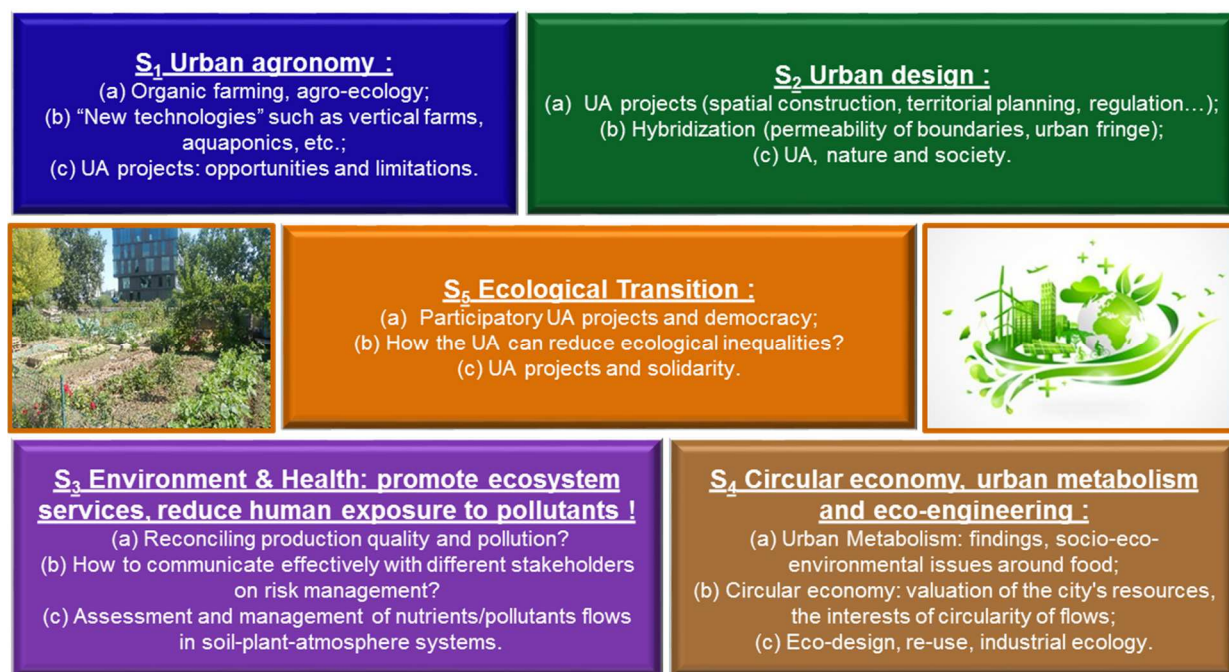 S₁ Urban agronomy :
(a) Organic farming, agro-ecology;
(b) “New technologies” such as vertical farms,
aquaponics, etc.;
(c) UA projects: opportunities and limitations.
S₂ Urban design :
(a) UA projects (spatial construction, territorial planning, regulation…);
(b) Hybridization (permeability of boundaries, urban fringe);
(c) UA, nature and society.
S₅ Ecological Transition :
(a) Participatory UA projects and democracy;
(b) How the UA can reduce ecological inequalities?
(c) UA projects and solidarity.
S₃ Environment & Health: promote ecosystem
services, reduce human exposure to pollutants !
(a) Reconciling production quality and pollution?
(b) How to communicate effectively with different stakeholders
on risk management?
(c) Assessment and management of nutrients/pollutants flows
in soil-plant-atmosphere systems.
S₄ Circular economy, urban metabolism
and eco-engineering :
(a) Urban Metabolism: findings, socio-eco-
environmental issues around food;
(b) Circular economy: valuation of the city's resources,
the interests of circularity of flows;
(c) Eco-design, re-use, industrial ecology.